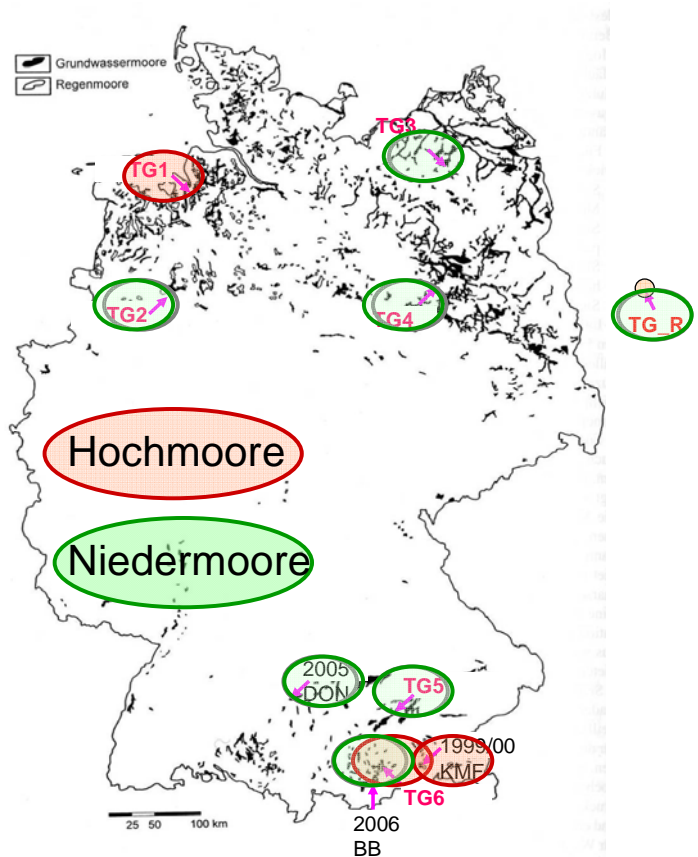 Grundwassermoore
Regenmoore
TG3
TG1
TG2
TG4
TG_R
Hochmoore
Niedermoore
2005
DON
TG5
1999/00
KMF
TG6
25 50 100 km
2006
BB